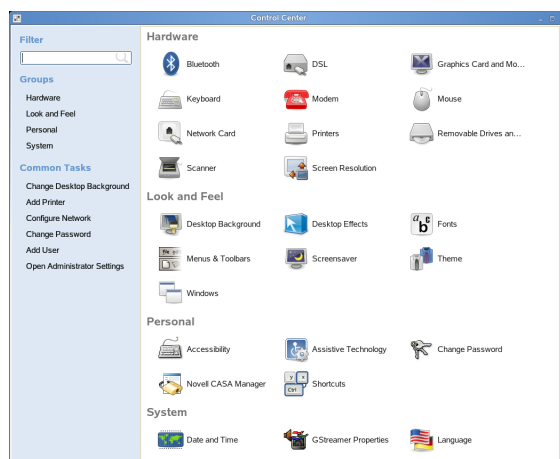 Control Center
Filter
Groups
Hardware
Look and Feel
Personal
System
Common Tasks
Change Desktop Background
Add Printer
Configure Network
Change Password
Add User
Open Administrator Settings
Hardware
Bluetooth
DSL
Graphics Card and Mo...
Keyboard
Modem
Mouse
Network Card
Printers
Removable Drives an...
Scanner
Screen Resolution
Look and Feel
Desktop Background
Desktop Effects
Fonts
Menus & Toolbars
Screensaver
Theme
Windows
Personal
Accessibility
Assistive Technology
Change Password
Novell CASA Manager
Shortcuts
System
Date and Time
GStreamer Properties
Language